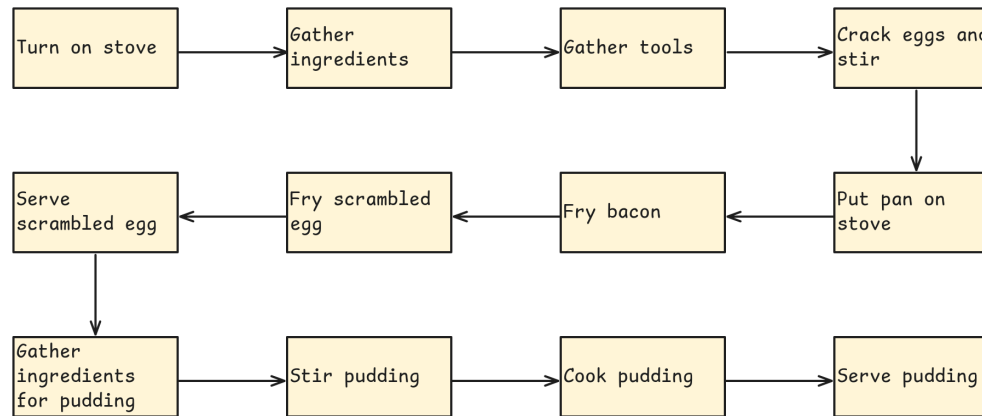 Turn on stove
Gather
ingredients
Gather tools
Crack eggs and
stir
Put pan on
stove
Fry bacon
Fry scrambled
egg
Serve
scrambled egg
Gather
ingredients
for pudding
Stir pudding
Cook pudding
Serve pudding